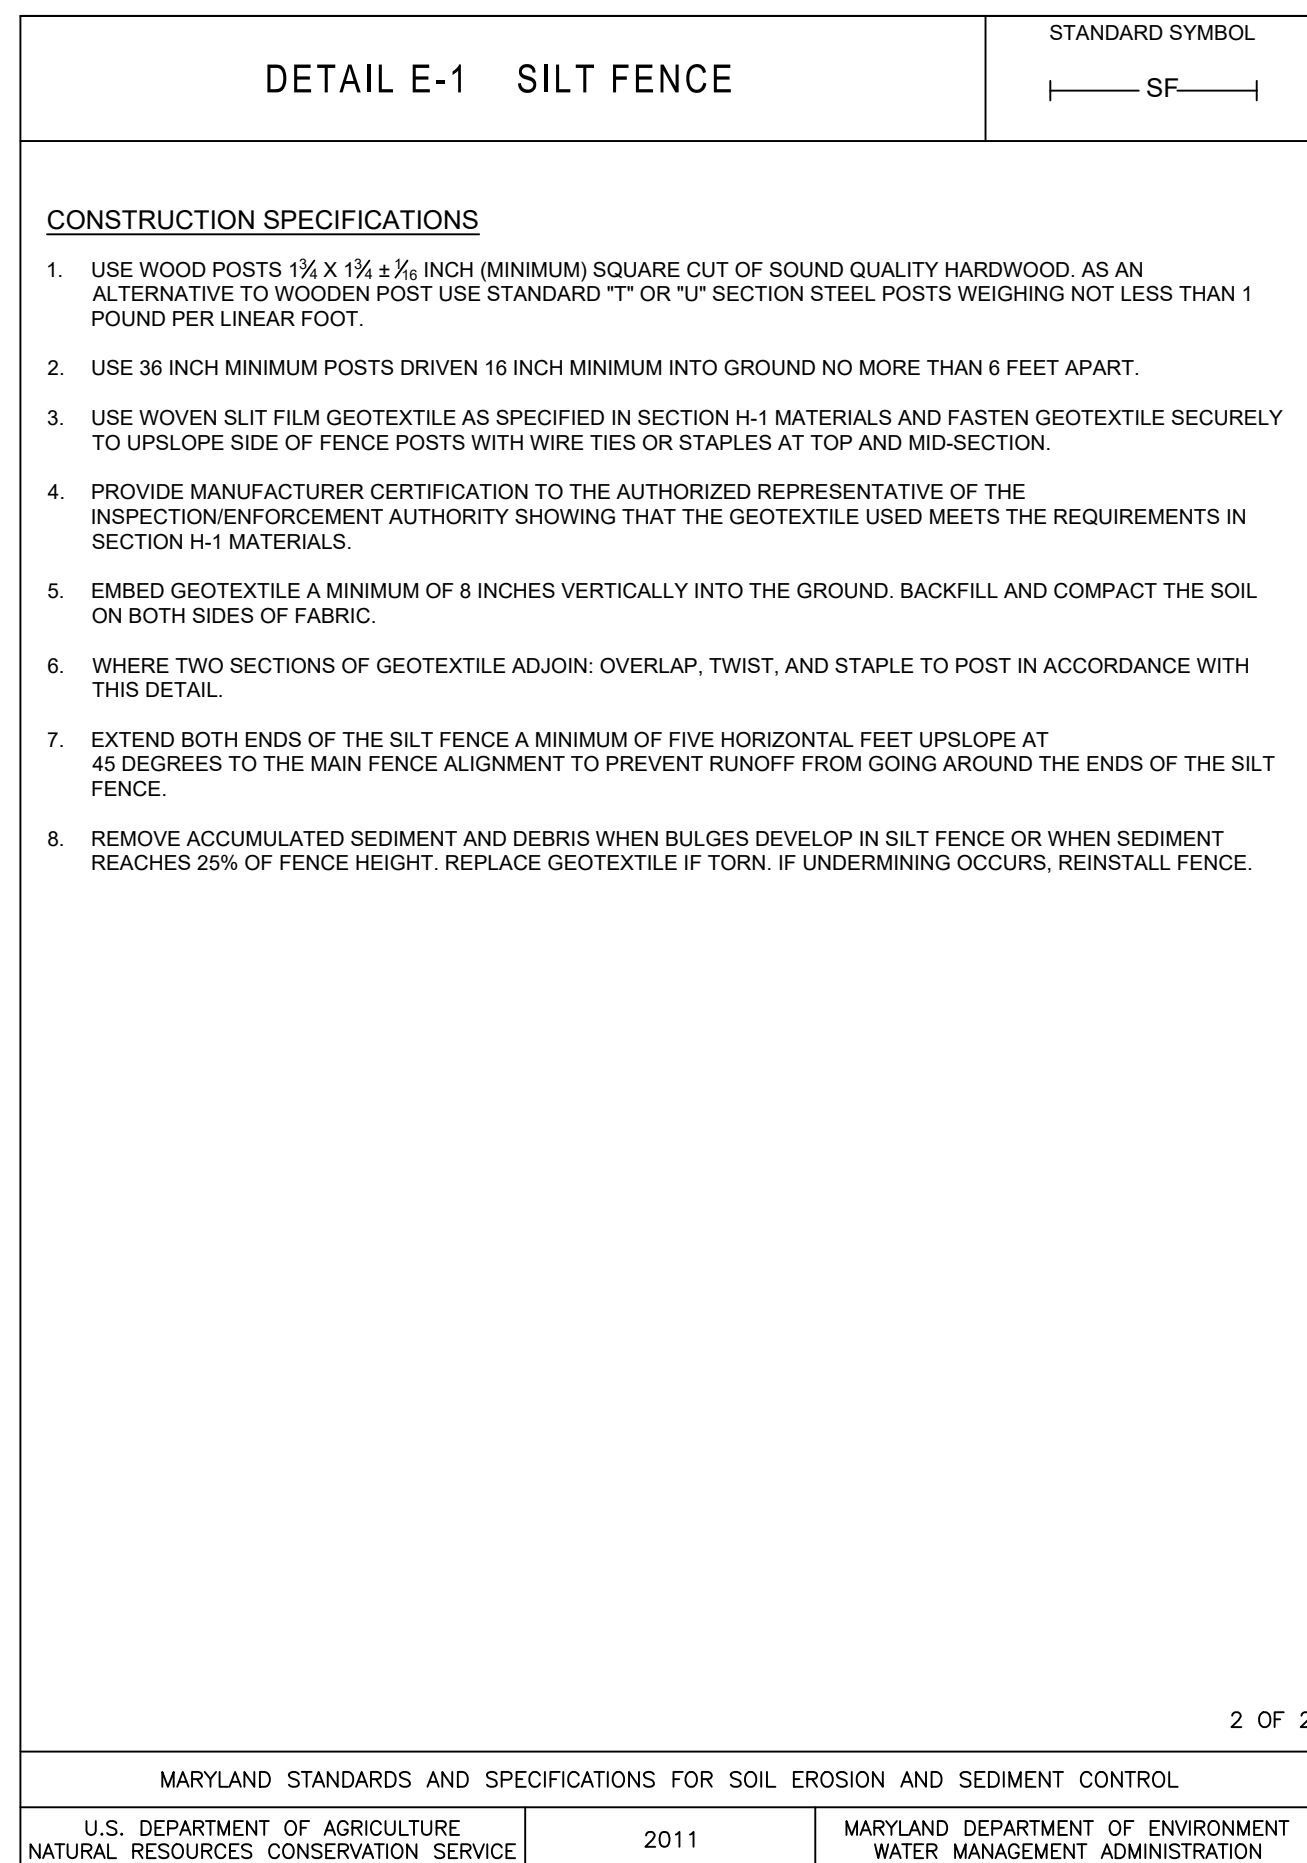 DETAIL E-1 SILT FENCE
STANDARD SYMBOL
SF
CONSTRUCTION SPECIFICATIONS
1. USE WOOD POSTS 1¾ X 1¾ ± 1⁄16 INCH (MINIMUM) SQUARE CUT OF SOUND QUALITY HARDWOOD. AS AN
ALTERNATIVE TO WOODEN POST USE STANDARD "T" OR "U" SECTION STEEL POSTS WEIGHING NOT LESS THAN 1
POUND PER LINEAR FOOT.
2. USE 36 INCH MINIMUM POSTS DRIVEN 16 INCH MINIMUM INTO GROUND NO MORE THAN 6 FEET APART.
3. USE WOVEN SLIT FILM GEOTEXTILE AS SPECIFIED IN SECTION H-1 MATERIALS AND FASTEN GEOTEXTILE SECURELY
TO UPSLOPE SIDE OF FENCE POSTS WITH WIRE TIES OR STAPLES AT TOP AND MID-SECTION.
4. PROVIDE MANUFACTURER CERTIFICATION TO THE AUTHORIZED REPRESENTATIVE OF THE
INSPECTION/ENFORCEMENT AUTHORITY SHOWING THAT THE GEOTEXTILE USED MEETS THE REQUIREMENTS IN
SECTION H-1 MATERIALS.
5. EMBED GEOTEXTILE A MINIMUM OF 8 INCHES VERTICALLY INTO THE GROUND. BACKFILL AND COMPACT THE SOIL
ON BOTH SIDES OF FABRIC.
6. WHERE TWO SECTIONS OF GEOTEXTILE ADJOIN: OVERLAP, TWIST, AND STAPLE TO POST IN ACCORDANCE WITH
THIS DETAIL.
7. EXTEND BOTH ENDS OF THE SILT FENCE A MINIMUM OF FIVE HORIZONTAL FEET UPSLOPE AT
45 DEGREES TO THE MAIN FENCE ALIGNMENT TO PREVENT RUNOFF FROM GOING AROUND THE ENDS OF THE SILT
FENCE.
8. REMOVE ACCUMULATED SEDIMENT AND DEBRIS WHEN BULGES DEVELOP IN SILT FENCE OR WHEN SEDIMENT
REACHES 25% OF FENCE HEIGHT. REPLACE GEOTEXTILE IF TORN. IF UNDERMINING OCCURS, REINSTALL FENCE.
2 OF 2
MARYLAND STANDARDS AND SPECIFICATIONS FOR SOIL EROSION AND SEDIMENT CONTROL
U.S. DEPARTMENT OF AGRICULTURE
NATURAL RESOURCES CONSERVATION SERVICE
2011
MARYLAND DEPARTMENT OF ENVIRONMENT
WATER MANAGEMENT ADMINISTRATION